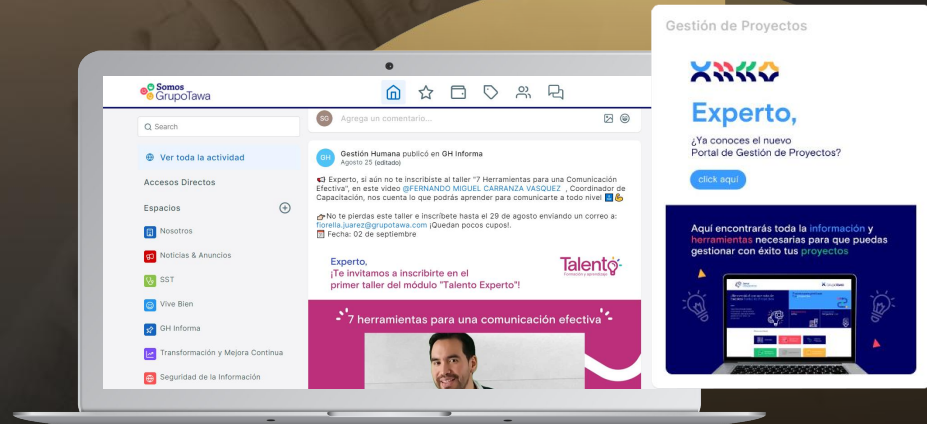 Somos
GrupoTawa
Search
Ver toda la actividad
Accesos Directos
Espacios
Nosotros
Noticias & Anuncios
SST
Vive Bien
GH Informa
Transformación y Mejora Continua
Seguridad de la Información
SG
Agrega un comentario...
GH
Gestión Humana publicó en GH Informa
Agosto 25 (editado)
Experto, si aún no te inscribiste al taller "7 Herramientas para una Comunicación
Efectiva", en este video @FERNANDO MIGUEL CARRANZA VASQUEZ , Coordinador de
Capacitación, nos cuenta lo que podrás aprender para comunicarte a todo nivel
No te pierdas este taller e inscríbete hasta el 29 de agosto enviando un correo a:
fiorella.juarez@grupotawa.com ¡Quedan pocos cupos!.
Fecha: 02 de septiembre
Experto,
¡Te invitamos a inscribirte en el
primer taller del módulo "Talento Experto"!
Talento
7 herramientas para una comunicación efectiva
Gestión de Proyectos
Experto,
¿Ya conoces el nuevo
Portal de Gestión de Proyectos?
click aquí
Aquí encontrarás toda la información y
herramientas necesarias para que puedas
gestionar con éxito tus proyectos